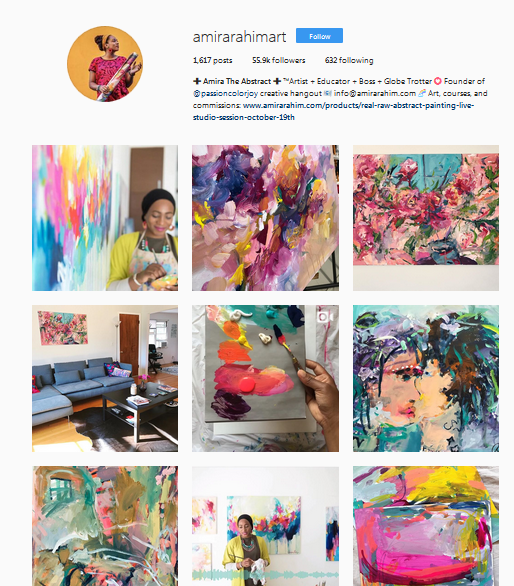 amirarahimart Follow
1,617 posts 55.9k followers 632 following
✚ Amira The Abstract ✚ ™Artist + Educator + Boss + Globe Trotter ⭕ Founder of
@passioncolorjoy creative hangout 📧 info@amirarahim.com 🎨 Art, courses, and
commissions: www.amirarahim.com/products/real-raw-abstract-painting-live-
studio-session-october-19th